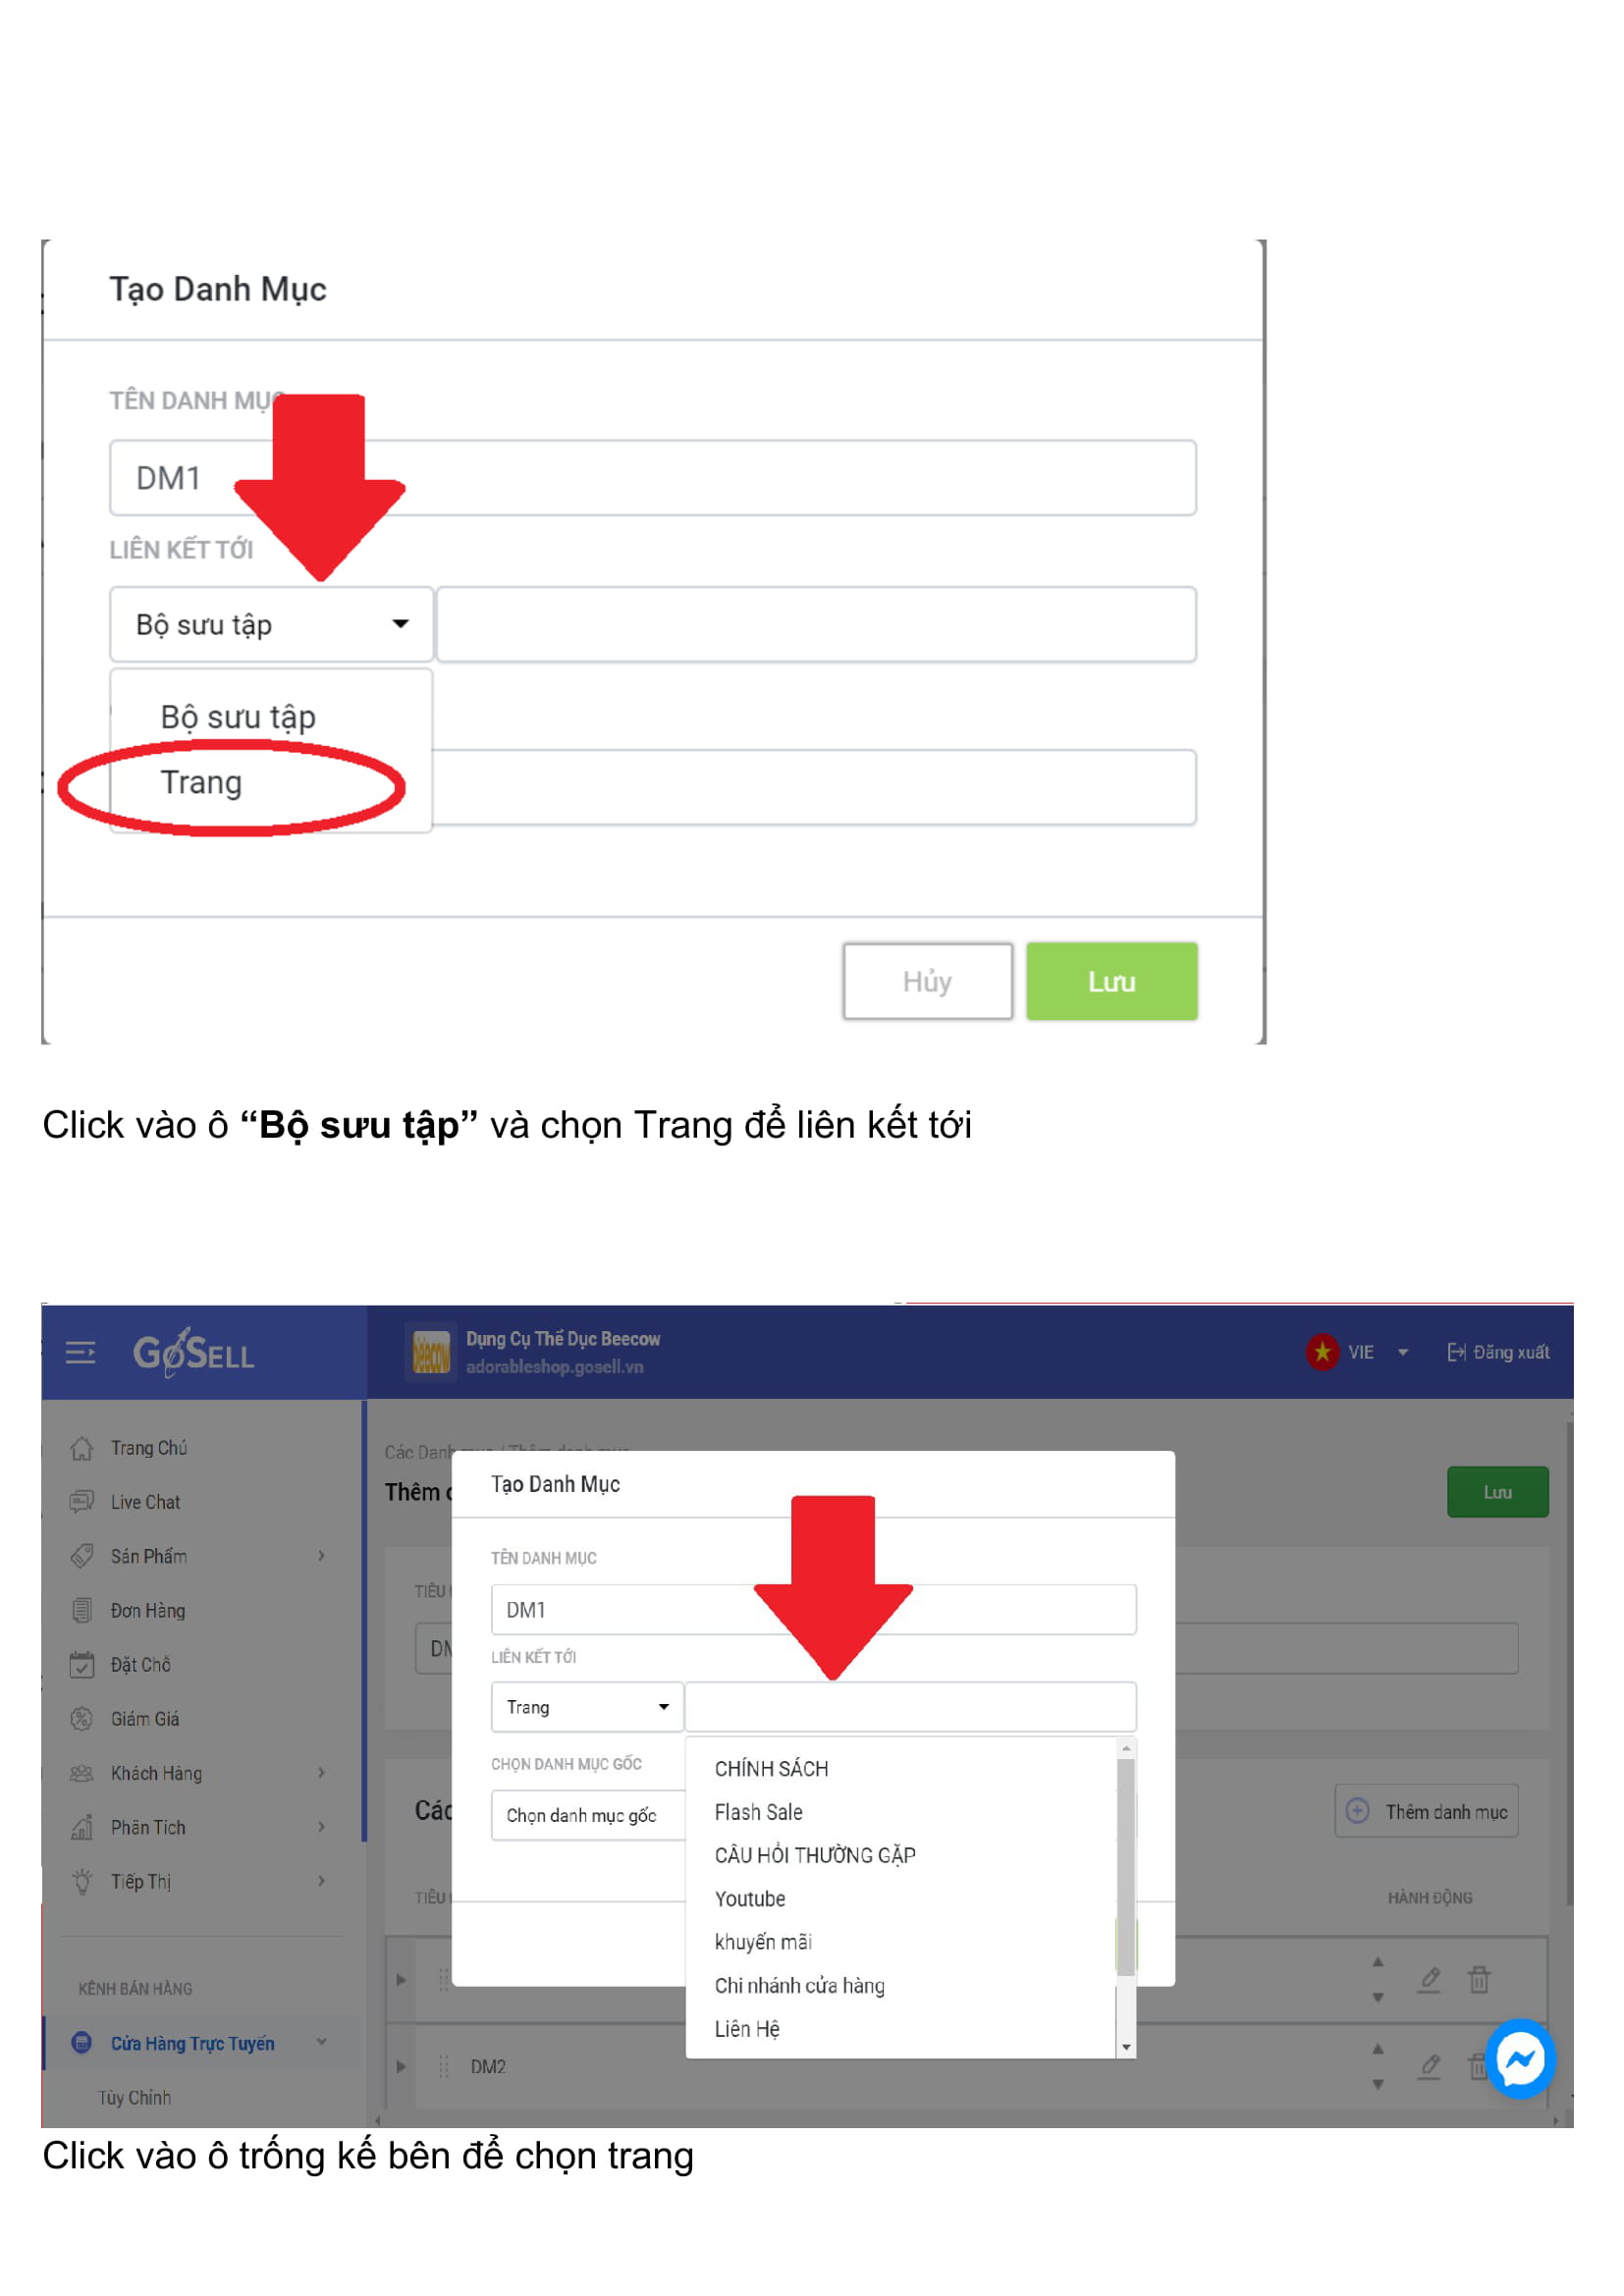 Tạo Danh Mục
TÊN DANH MỤC
DM1
LIÊN KẾT TỚI
Bộ sưu tập
Bộ sưu tập
Trang
Hủy Lưu
Click vào ô “Bộ sưu tập” và chọn Trang để liên kết tới
GoSELL
Dụng Cụ Thể Dục Beecow
adorableshop.gosell.vn
beecow
VIE
Đăng xuất
Trang Chủ
Live Chat
Sản Phẩm
Đơn Hàng
Đặt Chỗ
Giảm Giá
Khách Hàng
Phân Tích
Tiếp Thị
KÊNH BÁN HÀNG
Cửa Hàng Trực Tuyến
Tùy Chỉnh
Các Danh mục / Thêm danh mục
Thêm
Lưu
TIÊU
Các
Thêm danh mục
TIÊU
HÀNH ĐỘNG
DM2
Tạo Danh Mục
TÊN DANH MỤC
DM1
LIÊN KẾT TỚI
Trang
CHỌN DANH MỤC GỐC
Chọn danh mục gốc
CHÍNH SÁCH
Flash Sale
CÂU HỎI THƯỜNG GẶP
Youtube
khuyến mãi
Chi nhánh cửa hàng
Liên Hệ
Click vào ô trống kế bên để chọn trang